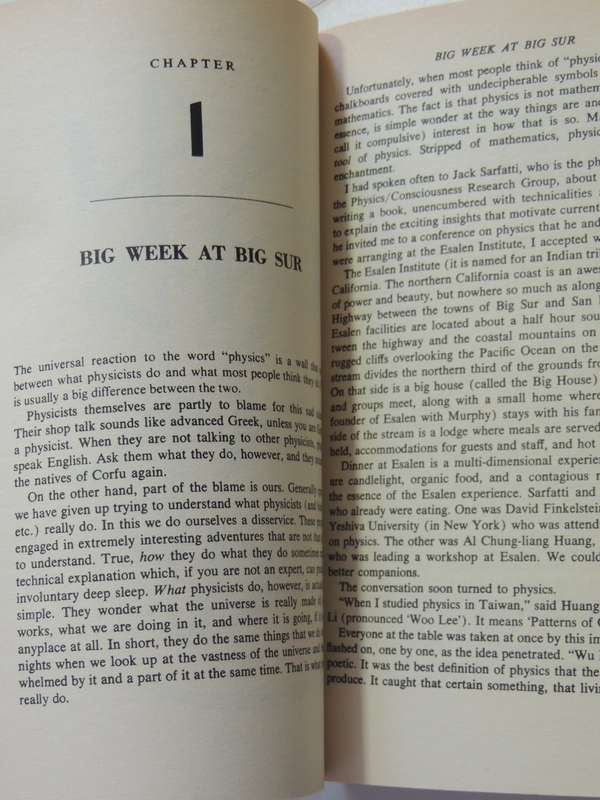 CHAPTER
1
BIG WEEK AT BIG SUR
The universal reaction to the word "physics" is a wall
between what physicists do and what most people think they
is usually a big difference between the two.
Physicists themselves are partly to blame for this sad
Their shop talk sounds like advanced Greek, unless you are
a physicist. When they are not talking to other physicists,
speak English. Ask them what they do, however, and they
the natives of Corfu again.
On the other hand, part of the blame is ours. Generally
we have given up trying to understand what physicists (and
etc.) really do. In this we do ourselves a disservice. These
engaged in extremely interesting adventures that are not that
to understand. True, how they do what they do sometimes
technical explanation which, if you are not an expert, can
involuntary deep sleep. What physicists do, however, is
simple. They wonder what the universe is really made of,
works, what we are doing in it, and where it is going, if
anyplace at all. In short, they do the same things that we do
nights when we look up at the vastness of the universe and
whelmed by it and a part of it at the same time. That is what
really do.
BIG WEEK AT BIG SUR
Unfortunately, when most people think of "physic
chalkboards covered with undecipherable symbols
mathematics. The fact is that physics is not mathem
essence, is simple wonder at the way things are and
call it compulsive) interest in how that is so. M
tool of physics. Stripped of mathematics, physic
enchantment.
I had spoken often to Jack Sarfatti, who is the ph
the Physics/Consciousness Research Group, about
writing a book, unencumbered with technicalities a
to explain the exciting insights that motivate current
he invited me to a conference on physics that he and
were arranging at the Esalen Institute, I accepted w
The Esalen Institute (it is named for an Indian tri
California. The northern California coast is an awes
of power and beauty, but nowhere so much as along
Highway between the towns of Big Sur and San
Esalen facilities are located about a half hour sou
tween the highway and the coastal mountains on
rugged cliffs overlooking the Pacific Ocean on the
stream divides the northern third of the grounds fro
On that side is a big house (called the Big House)
and groups meet, along with a small home where
founder of Esalen with Murphy) stays with his fam
side of the stream is a lodge where meals are served
held, accommodations for guests and staff, and hot
Dinner at Esalen is a multi-dimensional experie
are candlelight, organic food, and a contagious n
the essence of the Esalen experience. Sarfatti and
who already were eating. One was David Finkelstein
Yeshiva University (in New York) who was attend
on physics. The other was Al Chung-liang Huang,
who was leading a workshop at Esalen. We could
better companions.
The conversation soon turned to physics.
"When I studied physics in Taiwan," said Huang
Li (pronounced 'Woo Lee'). It means 'Patterns of
Everyone at the table was taken at once by this im
flashed on, one by one, as the idea penetrated. "Wu
poetic. It was the best definition of physics that the
produce. It caught that certain something, that livin